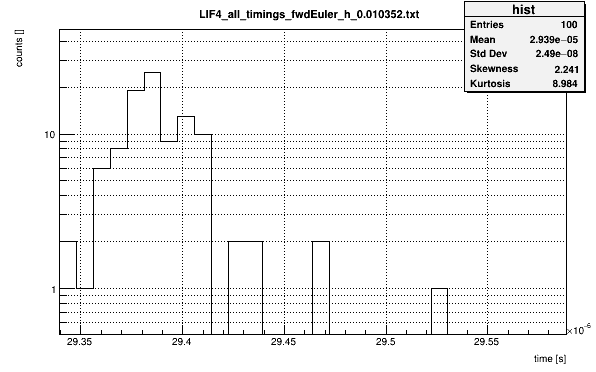 LIF4_all_timings_fwdEuler_h_0.010352.txt
hist
Entries 100
Mean 2.939e−05
Std Dev 2.49e−08
Skewness 2.241
Kurtosis 8.984
counts []
10
1
29.35 29.4 29.45 29.5 29.55
×10⁻⁶
time [s]